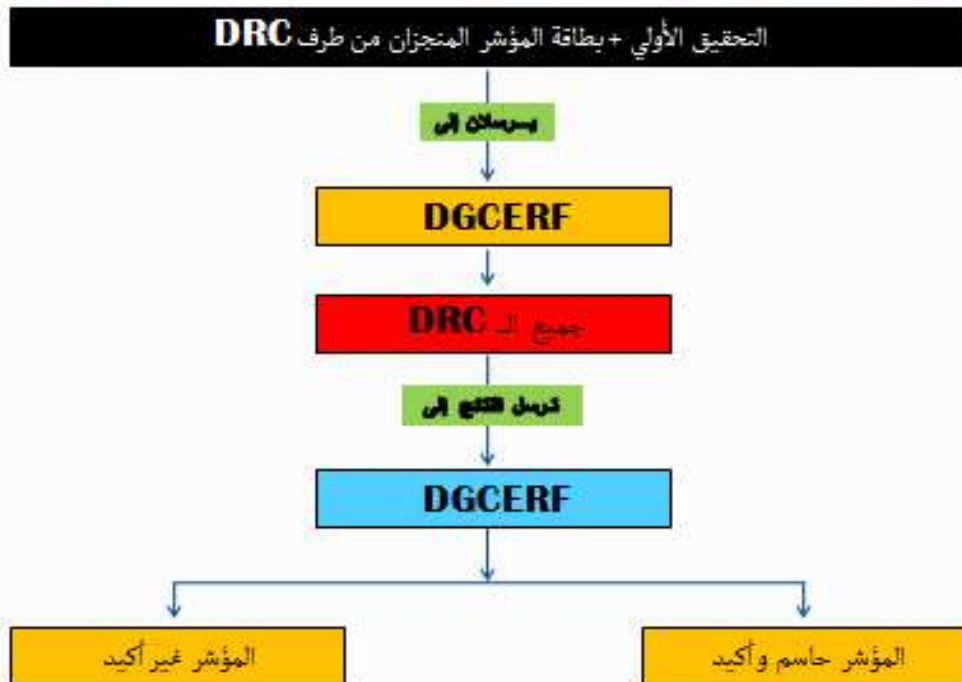 التحقيق الأولي + بطاقة المؤشر المنجزان من طرف DRC
يرسلان إلى
DGCERF
جميع الـ DRC
ترسل النتائج إلى
DGCERF
المؤشر حاسم وأكيد
المؤشر غير أكيد